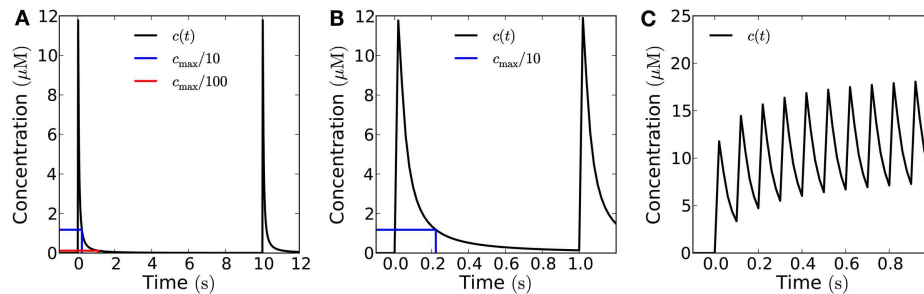 A
B
C
12
10
8
6
4
2
0
Concentration (μM)
c(t)
c_max/10
c_max/100
0 2 4 6 8 10 12
Time (s)
12
10
8
6
4
2
0
Concentration (μM)
c(t)
c_max/10
0.0 0.2 0.4 0.6 0.8 1.0
Time (s)
25
20
15
10
5
0
Concentration (μM)
c(t)
0.0 0.2 0.4 0.6 0.8
Time (s)